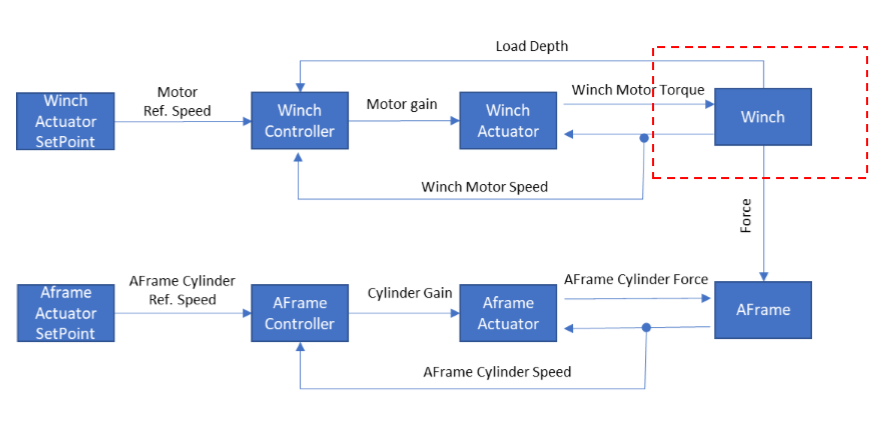 Load Depth
Motor
Ref. Speed
Winch
Actuator
SetPoint
Winch
Controller
Motor gain
Winch
Actuator
Winch Motor Torque
Winch
Winch Motor Speed
Force
AFrame Cylinder
Ref. Speed
Aframe
Actuator
SetPoint
AFrame
Controller
Cylinder Gain
Aframe
Actuator
AFrame Cylinder Force
AFrame
AFrame Cylinder Speed